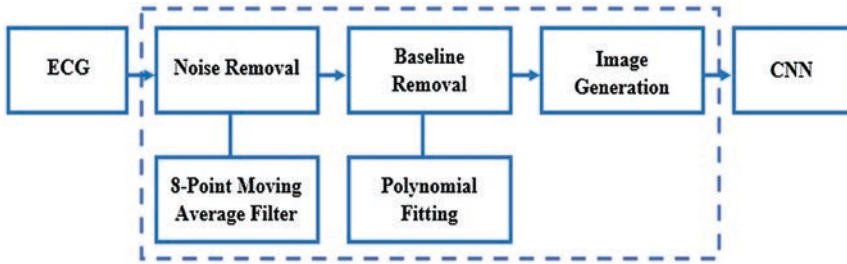 ECG
Noise Removal
Baseline
Removal
Image
Generation
CNN
8-Point Moving
Average Filter
Polynomial
Fitting